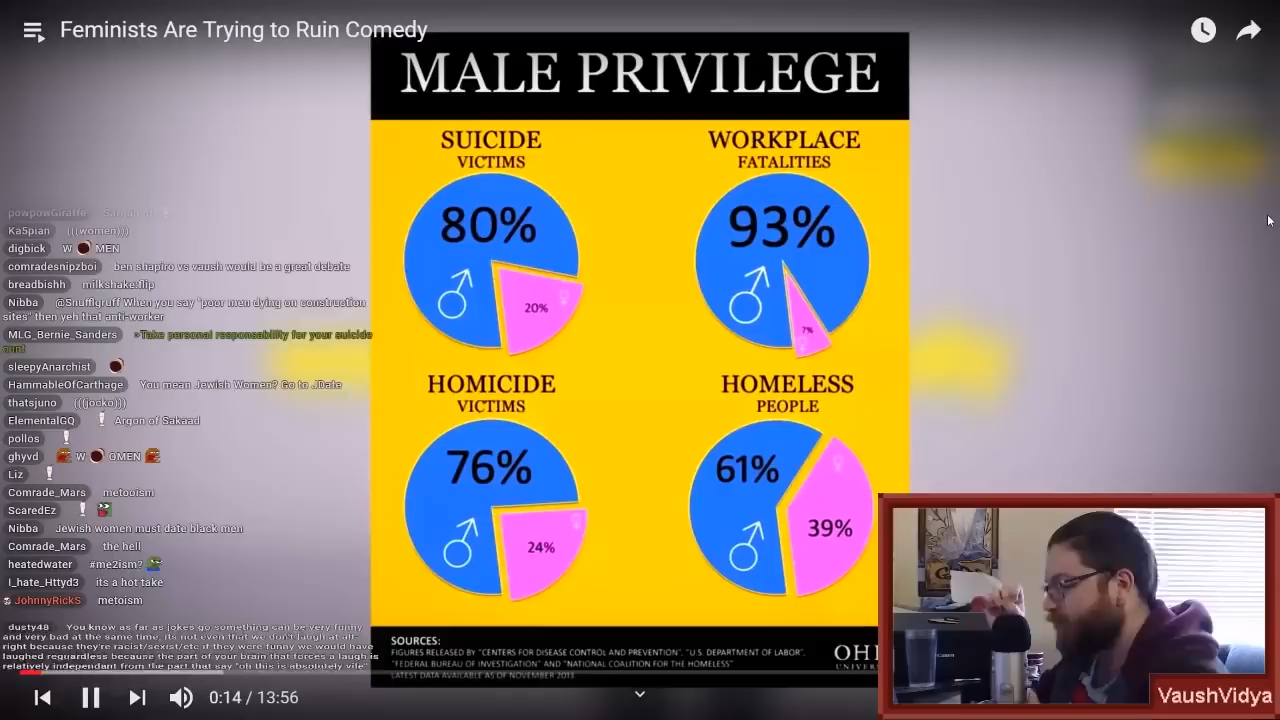 Feminists Are Trying to Ruin Comedy
MALE PRIVILEGE
SUICIDE
VICTIMS
80%
20%
WORKPLACE
FATALITIES
93%
7%
HOMICIDE
VICTIMS
76%
24%
HOMELESS
PEOPLE
61%
39%
SOURCES:
FIGURES RELEASED BY "CENTERS FOR DISEASE CONTROL AND PREVENTION", "U.S. DEPARTMENT OF LABOR",
"FEDERAL BUREAU OF INVESTIGATION" AND "NATIONAL COALITION FOR THE HOMELESS"
LATEST DATA AVAILABLE AS OF NOVEMBER 2013
powpowGiraffe
Ka5pian (((women)))
digbick W MEN
comradesnipzboi ben shapiro vs vaush would be a great debate
breadbishh milkshake:flip
Nibba @Snufflgruff When you say "poor men dying on construction
sites" then yeh that anti-worker
MLG_Bernie_Sanders >Take personal responsability for your suicide
sleepyAnarchist
HammableOfCarthage You mean Jewish Women? Go to JDate
thatsjuno (((jocko)))
ElementalGQ Argon of Sakaad
pollos
ghyvd W OMEN
Liz
Comrade_Mars metooism
ScaredEz
Nibba Jewish women must date black men
Comrade_Mars the hell
heatedwater #me2ism?
I_hate_Httyd3 its a hot take
JohnnyRickS metoism
dusty48 You know as far as jokes go something can be very funny
and very bad at the same time, its not even that we don't laugh at alt-
right because they're racist/sexist/etc if they were funny we would have
laughed regardless because the part of your brain that forces a laugh is
relatively independant from the part that say "oh this is absolutely vile"
0:14 / 13:56
VaushVidya